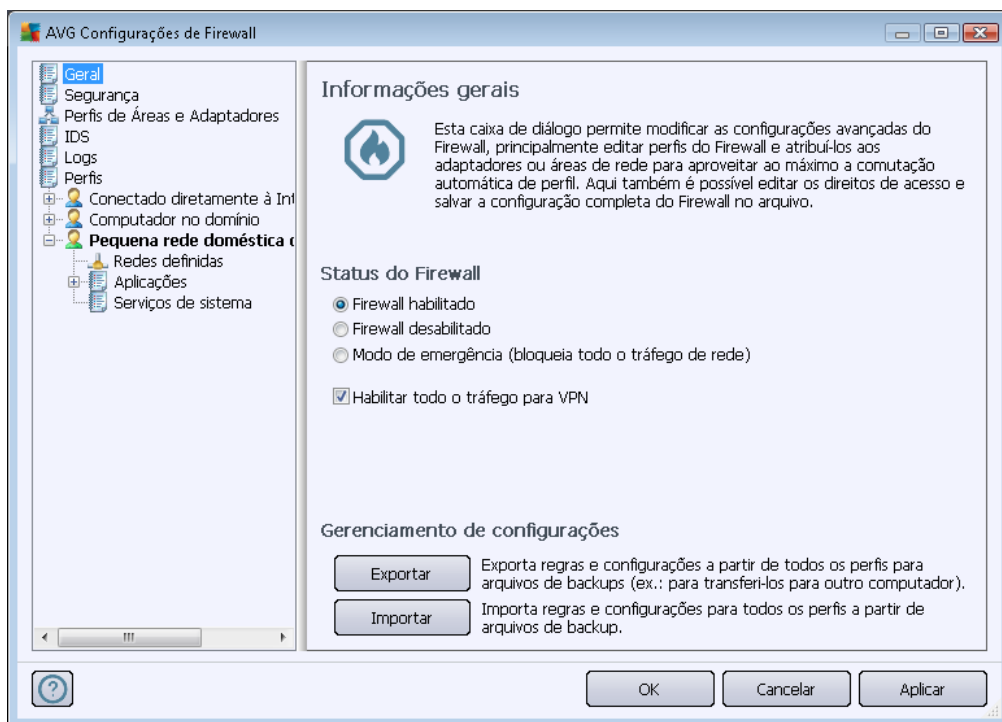 AVG Configurações de Firewall
Geral
Segurança
Perfis de Áreas e Adaptadores
IDS
Logs
Perfis
Conectado diretamente à Int
Computador no domínio
Pequena rede doméstica o
Redes definidas
Aplicações
Serviços de sistema
Informações gerais
Esta caixa de diálogo permite modificar as configurações avançadas do
Firewall, principalmente editar perfis do Firewall e atribuí-los aos
adaptadores ou áreas de rede para aproveitar ao máximo a comutação
automática de perfil. Aqui também é possível editar os direitos de acesso e
salvar a configuração completa do Firewall no arquivo.
Status do Firewall
Firewall habilitado
Firewall desabilitado
Modo de emergência (bloqueia todo o tráfego de rede)
Habilitar todo o tráfego para VPN
Gerenciamento de configurações
Exportar
Exporta regras e configurações a partir de todos os perfis para
arquivos de backups (ex.: para transferi-los para outro computador).
Importar
Importa regras e configurações para todos os perfis a partir de
arquivos de backup.
OK
Cancelar
Aplicar